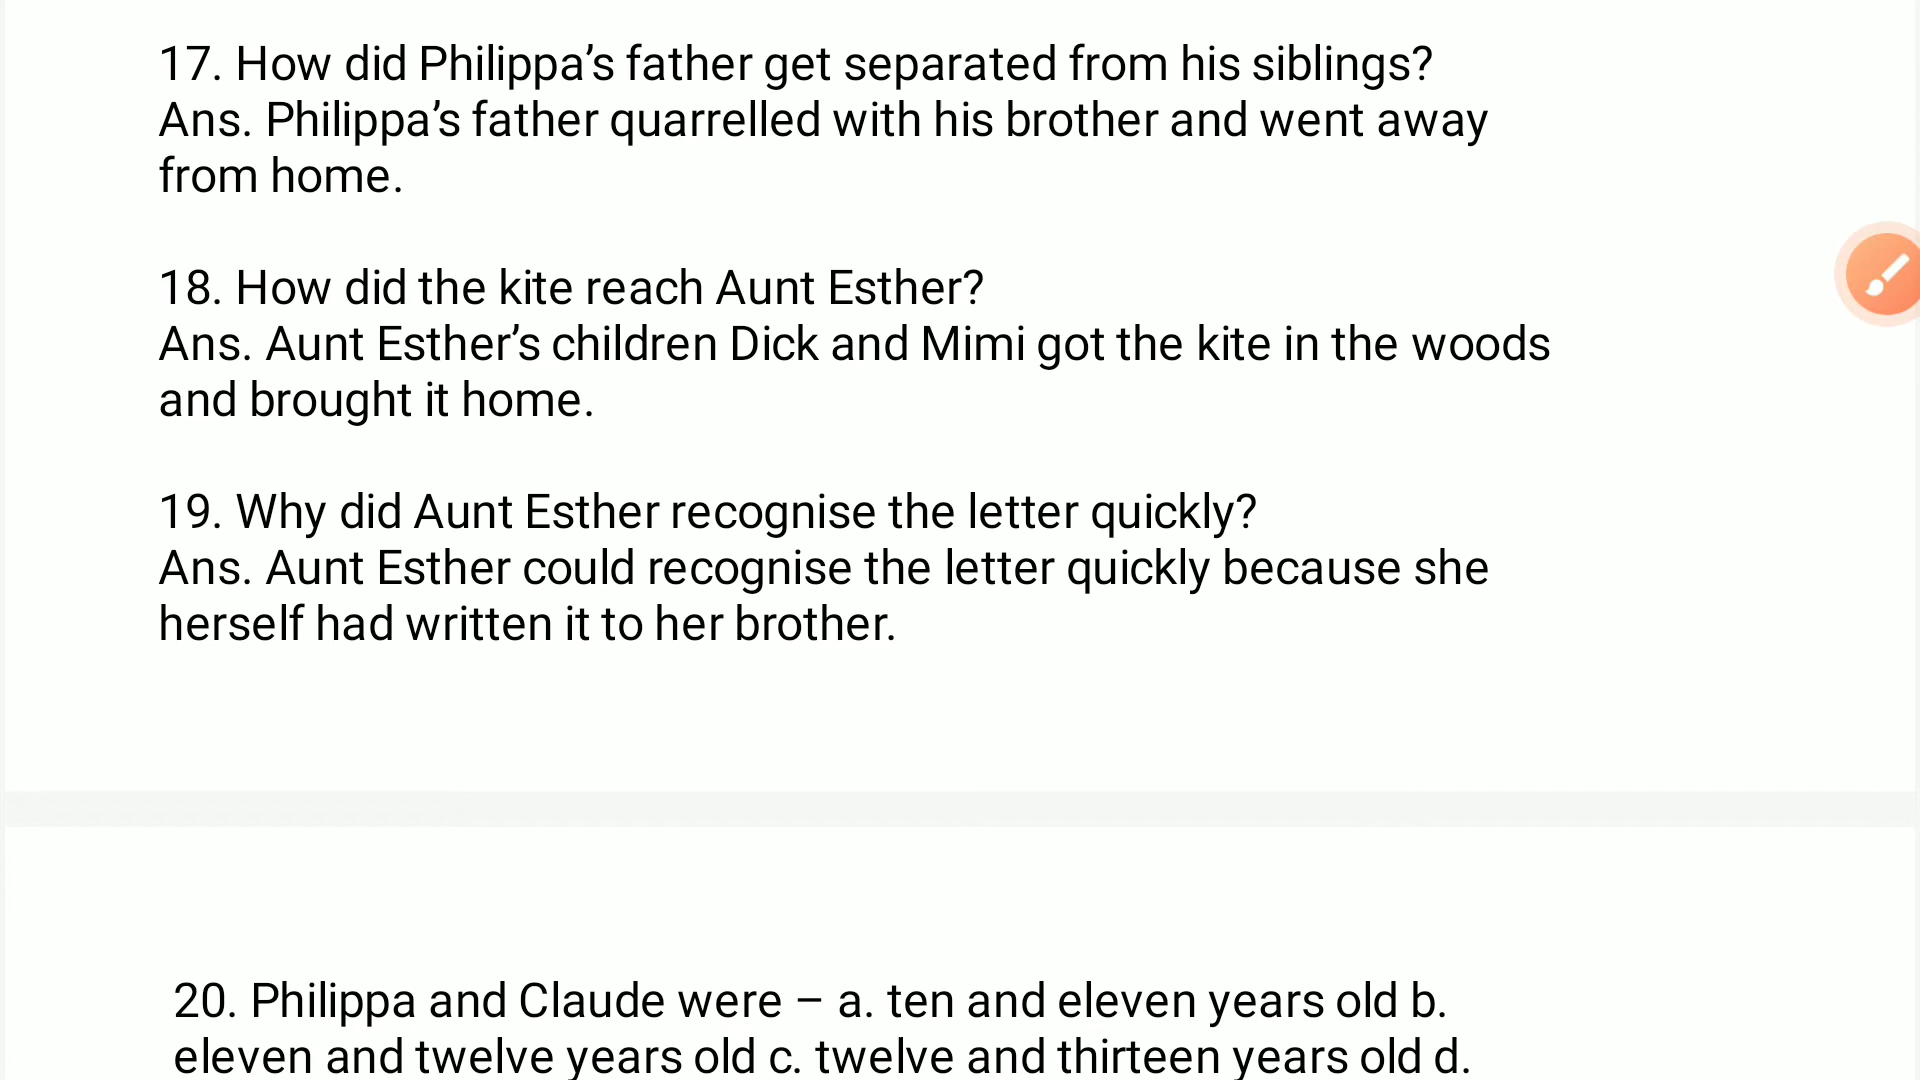 17. How did Philippa’s father get separated from his siblings?
Ans. Philippa’s father quarrelled with his brother and went away
from home.
18. How did the kite reach Aunt Esther?
Ans. Aunt Esther’s children Dick and Mimi got the kite in the woods
and brought it home.
19. Why did Aunt Esther recognise the letter quickly?
Ans. Aunt Esther could recognise the letter quickly because she
herself had written it to her brother.
20. Philippa and Claude were – a. ten and eleven years old b.
eleven and twelve years old c. twelve and thirteen years old d.